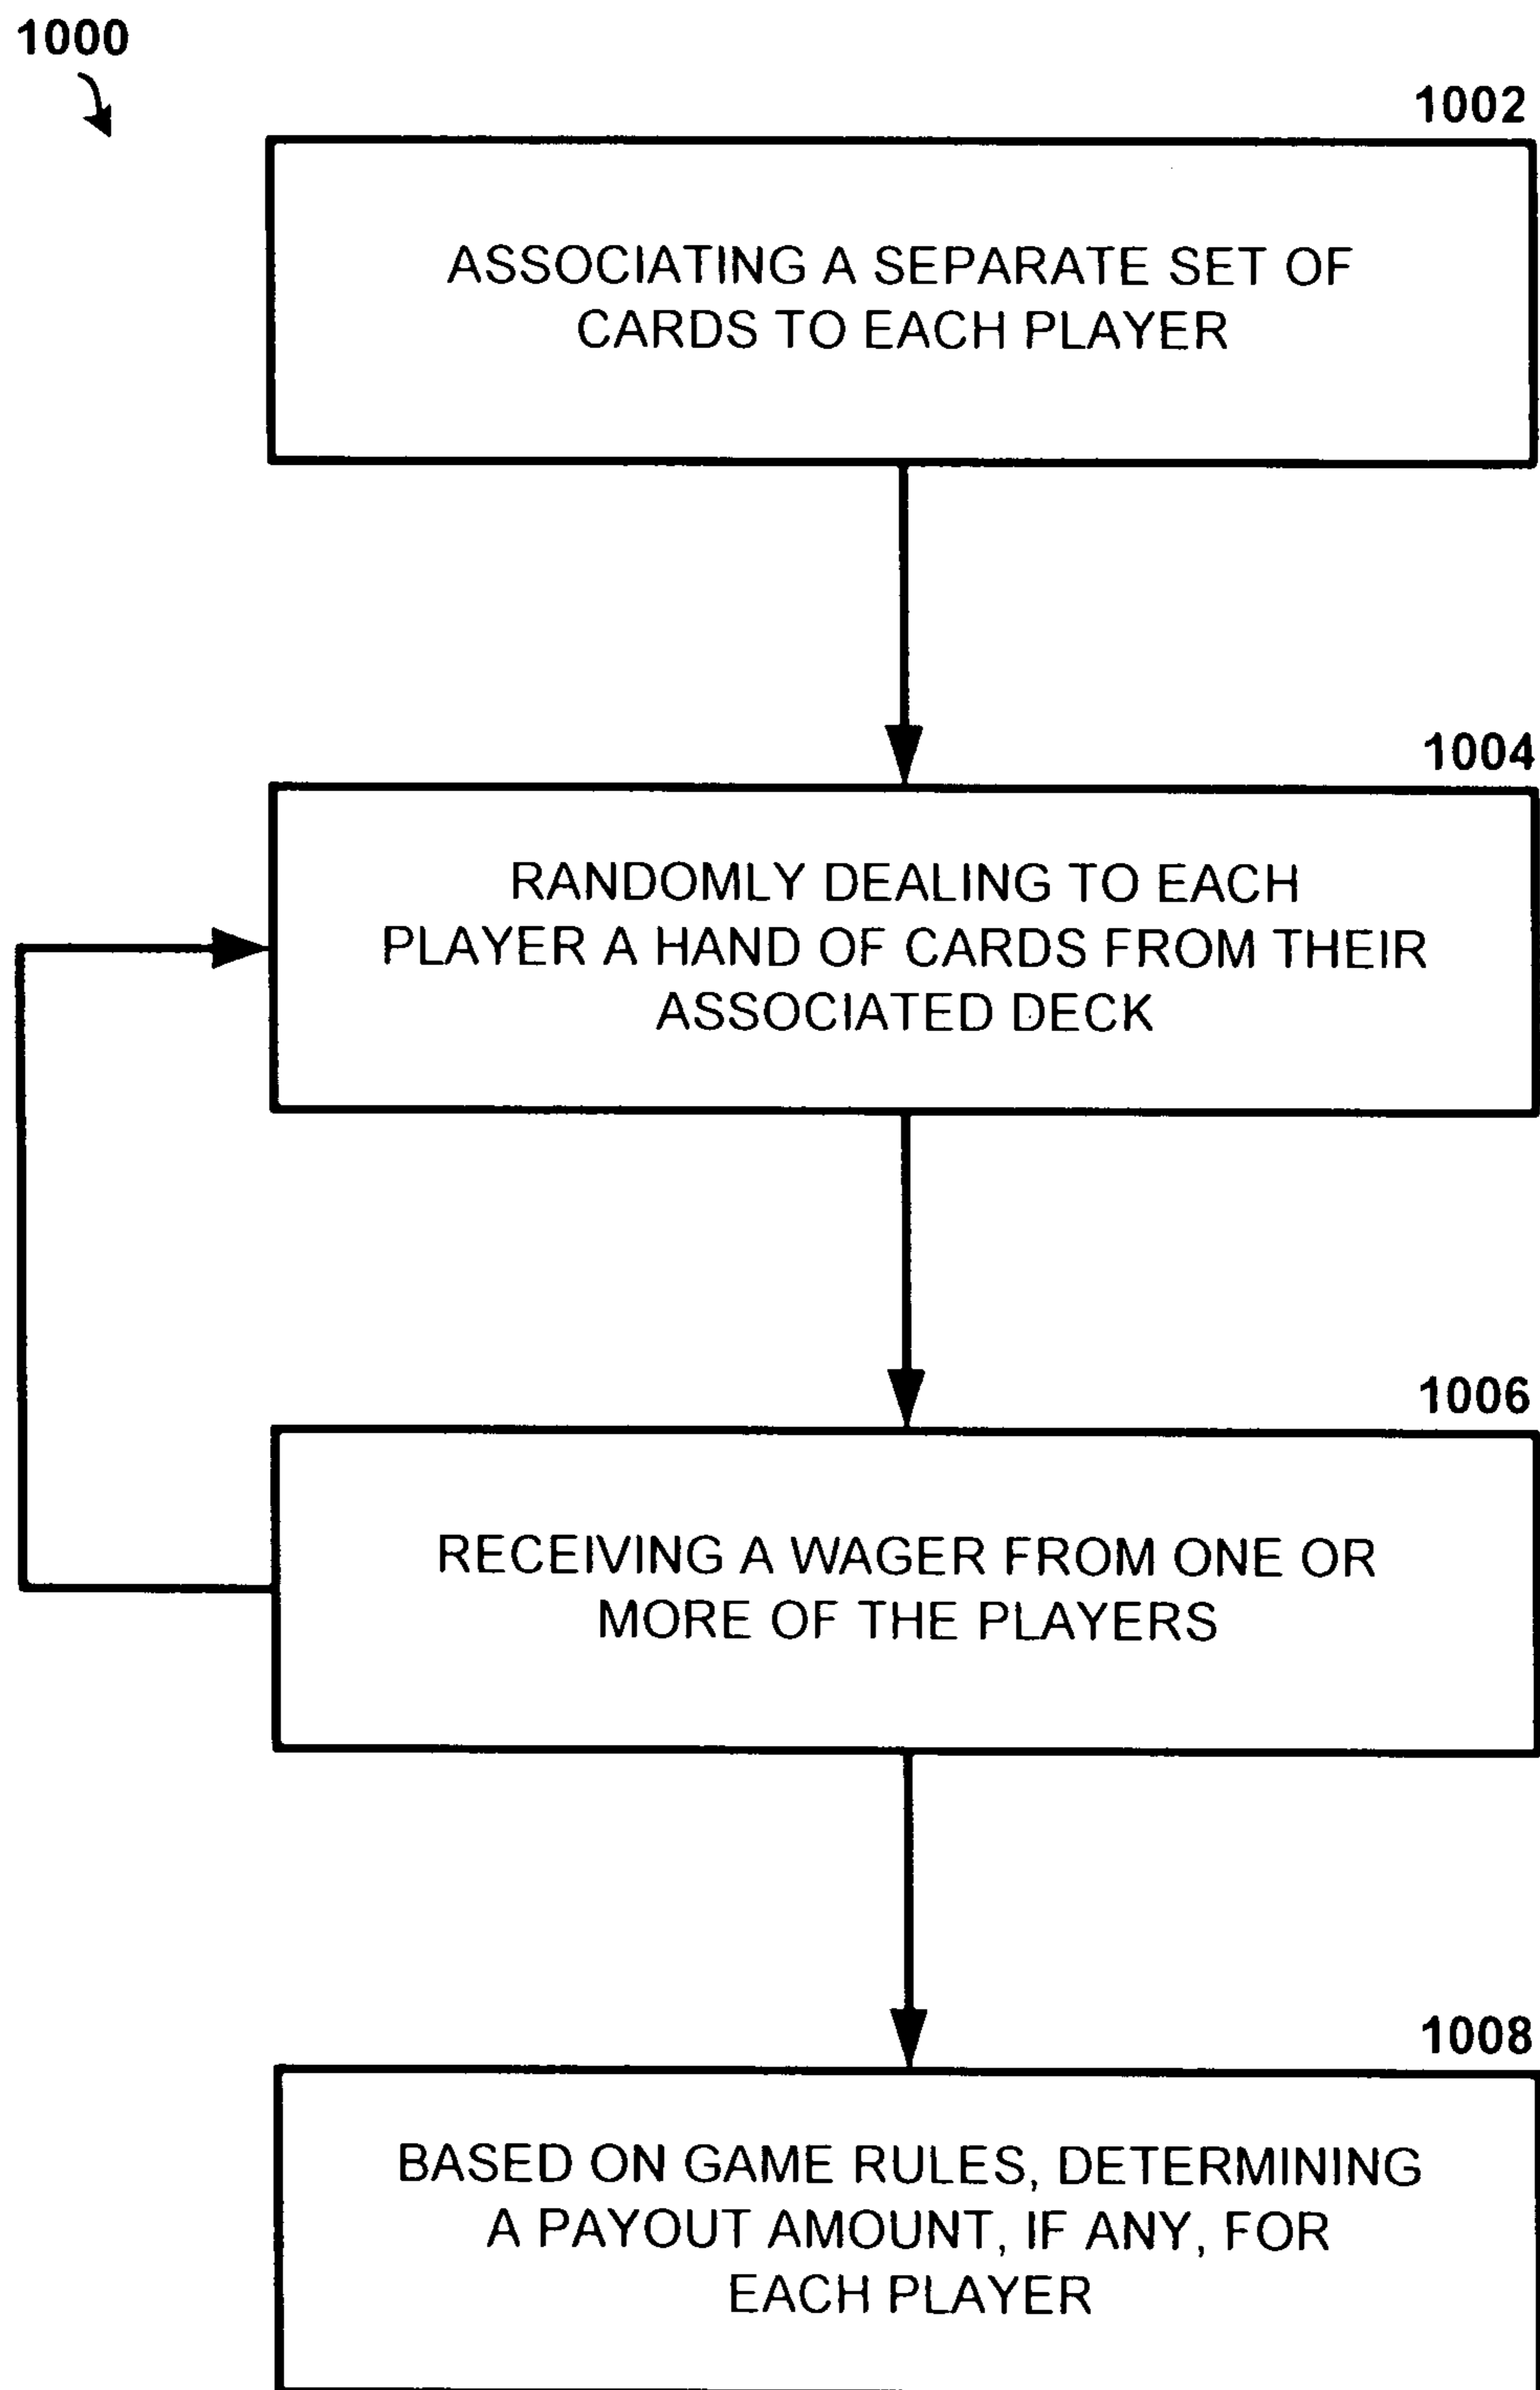 1000
1002
ASSOCIATING A SEPARATE SET OF
CARDS TO EACH PLAYER
1004
RANDOMLY DEALING TO EACH
PLAYER A HAND OF CARDS FROM THEIR
ASSOCIATED DECK
1006
RECEIVING A WAGER FROM ONE OR
MORE OF THE PLAYERS
1008
BASED ON GAME RULES, DETERMINING
A PAYOUT AMOUNT, IF ANY, FOR
EACH PLAYER